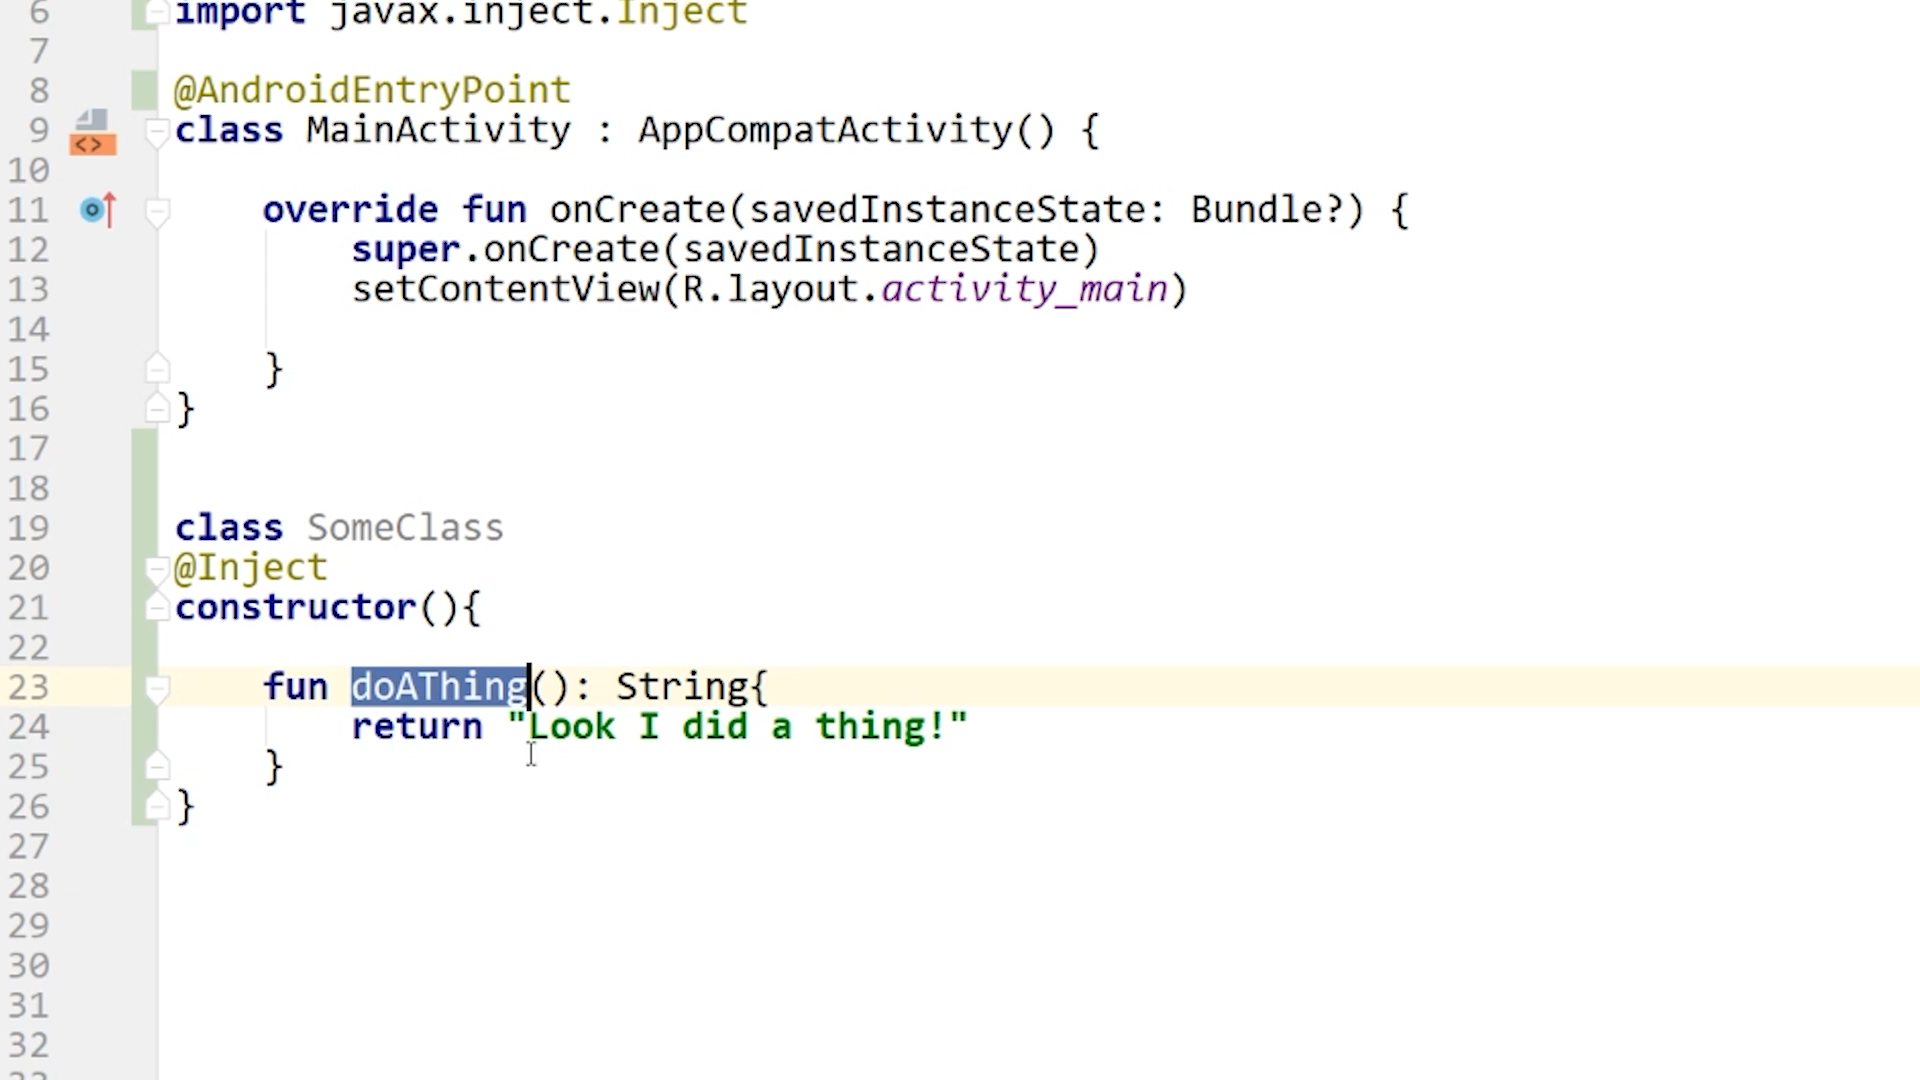 6 import javax.inject.Inject
7
8 @AndroidEntryPoint
9 <> class MainActivity : AppCompatActivity() {
10
11 override fun onCreate(savedInstanceState: Bundle?) {
12 super.onCreate(savedInstanceState)
13 setContentView(R.layout.activity_main)
14
15 }
16 }
17
18
19 class SomeClass
20 @Inject
21 constructor(){
22
23 fun doAThing(): String{
24 return "Look I did a thing!"
25 }
26 }
27
28
29
30
31
32
33